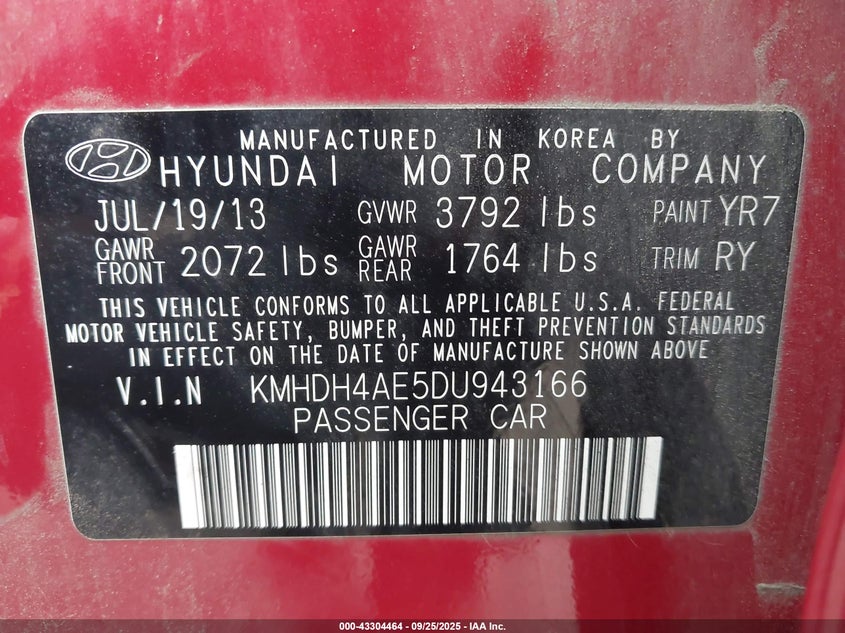 MANUFACTURED IN KOREA BY
HYUNDAI MOTOR COMPANY
JUL/19/13 GVWR 3792 lbs PAINT YR7
GAWR FRONT 2072 lbs GAWR REAR 1764 lbs TRIM RY
THIS VEHICLE CONFORMS TO ALL APPLICABLE U.S.A. FEDERAL
MOTOR VEHICLE SAFETY, BUMPER, AND THEFT PREVENTION STANDARDS
IN EFFECT ON THE DATE OF MANUFACTURE SHOWN ABOVE
V.I.N KMHDH4AE5DU943166
PASSENGER CAR
000-43304464 - 09/25/2025 - IAA Inc.